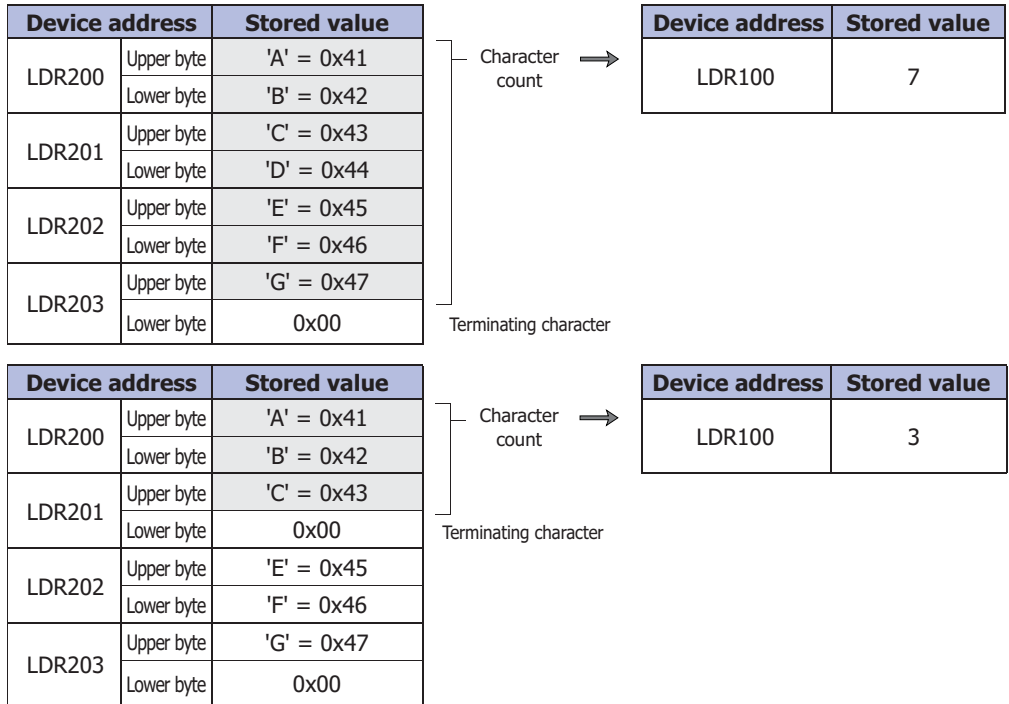 Device address Stored value
LDR200 Upper byte 'A' = 0x41
Lower byte 'B' = 0x42
LDR201 Upper byte 'C' = 0x43
Lower byte 'D' = 0x44
LDR202 Upper byte 'E' = 0x45
Lower byte 'F' = 0x46
LDR203 Upper byte 'G' = 0x47
Lower byte 0x00
Character
count
Terminating character
Device address Stored value
LDR100 7
Device address Stored value
LDR200 Upper byte 'A' = 0x41
Lower byte 'B' = 0x42
LDR201 Upper byte 'C' = 0x43
Lower byte 0x00
LDR202 Upper byte 'E' = 0x45
Lower byte 'F' = 0x46
LDR203 Upper byte 'G' = 0x47
Lower byte 0x00
Character
count
Terminating character
Device address Stored value
LDR100 3